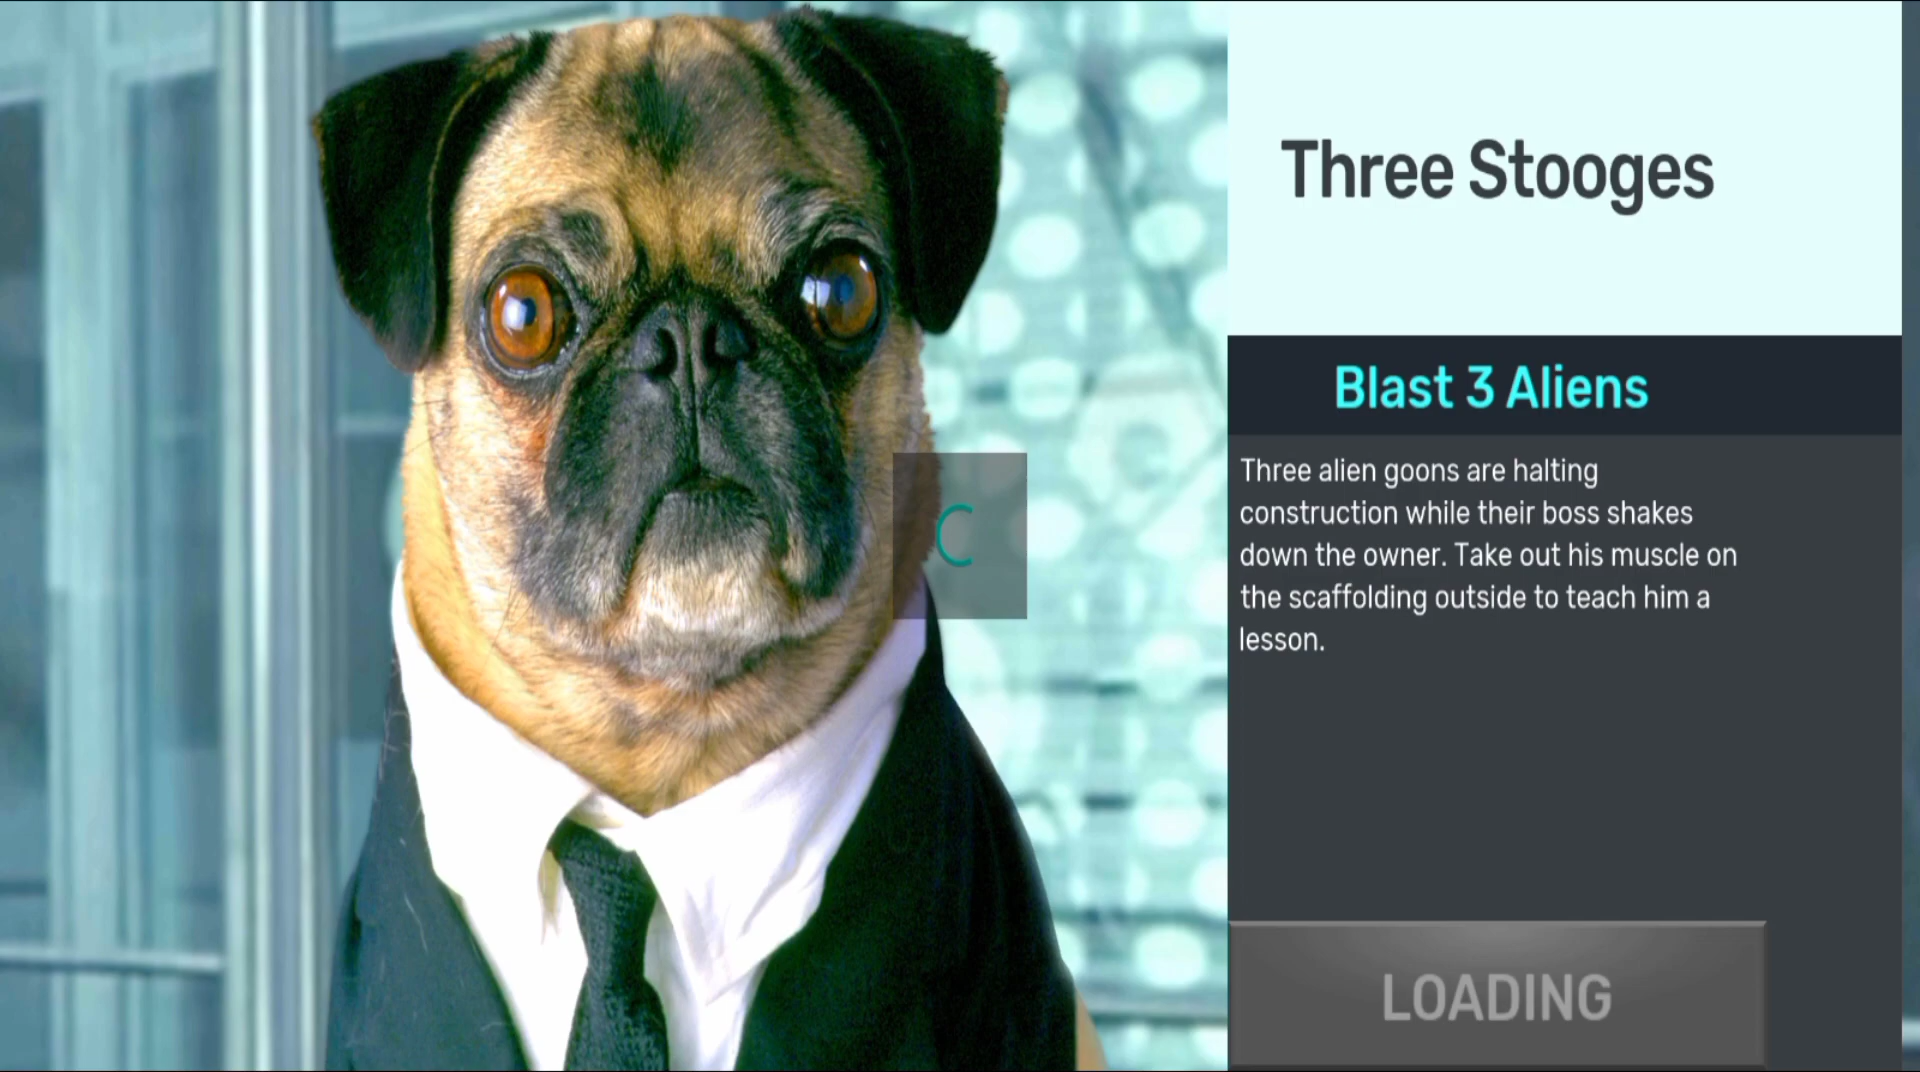 Three Stooges
Blast 3 Aliens
Three alien goons are halting
construction while their boss shakes
down the owner. Take out his muscle on
the scaffolding outside to teach him a
lesson.
LOADING